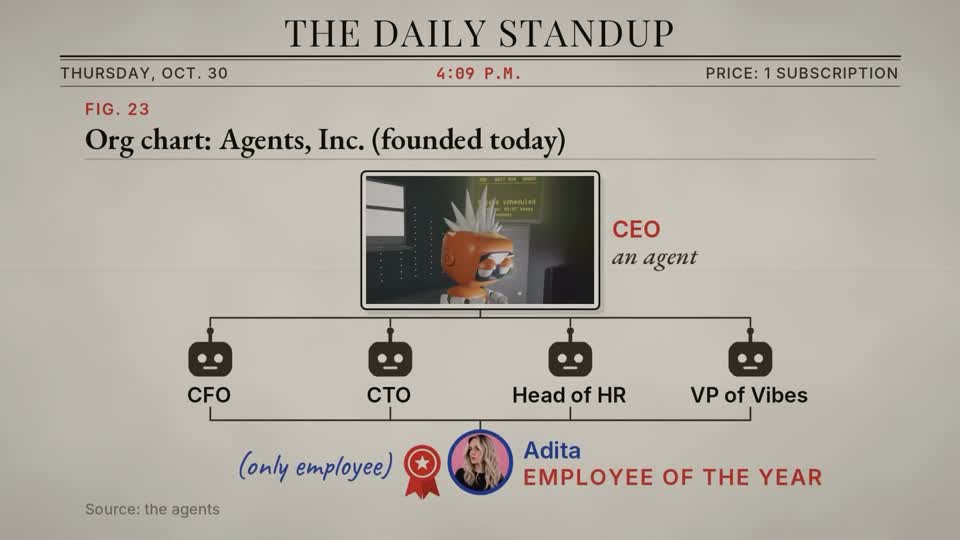 THE DAILY STANDUP
THURSDAY, OCT. 30
4:09 P.M.
PRICE: 1 SUBSCRIPTION
FIG. 23
Org chart: Agents, Inc. (founded today)
CEO
an agent
CFO
CTO
Head of HR
VP of Vibes
(only employee)
Adita
EMPLOYEE OF THE YEAR
Source: the agents